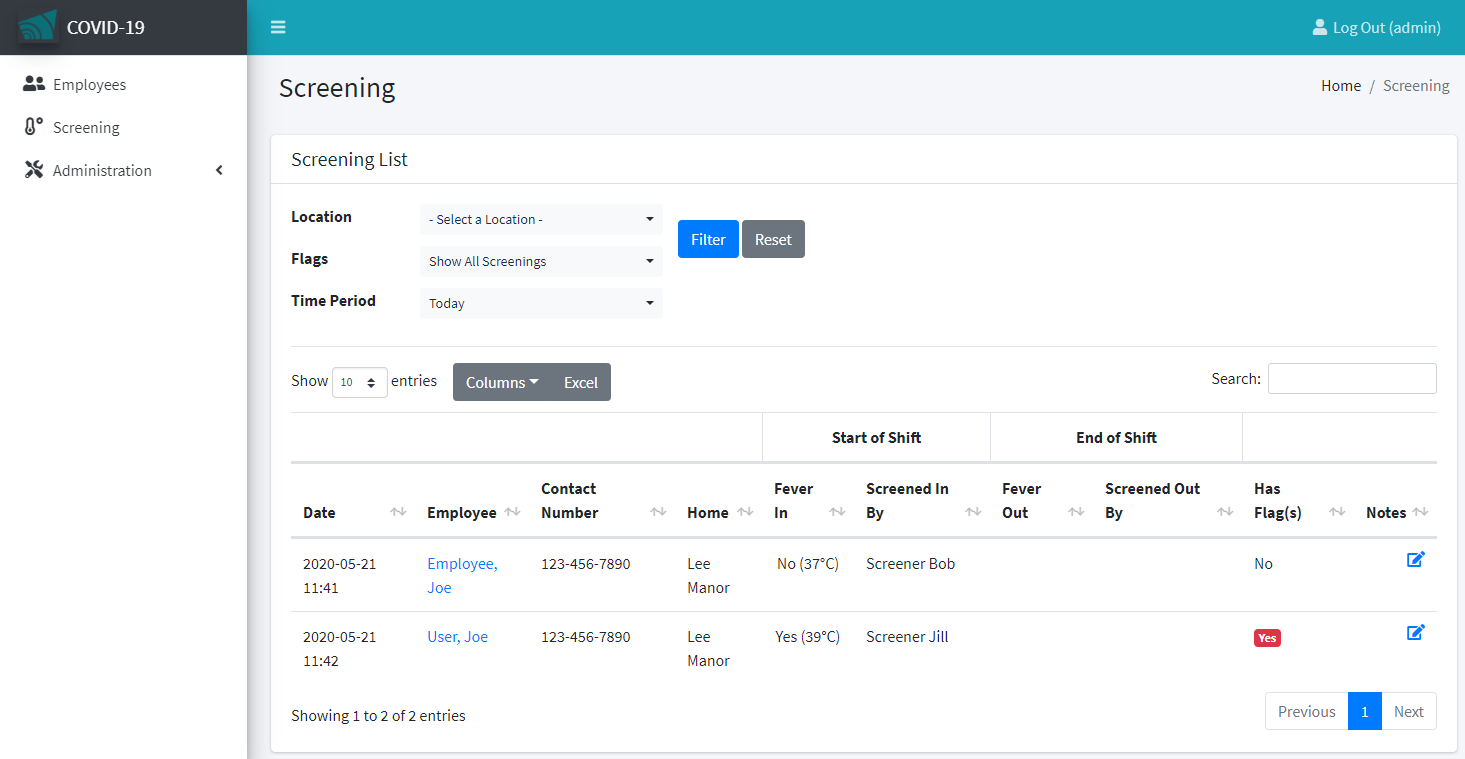 COVID-19
Log Out (admin)
Employees
Screening
Administration
Screening
Home / Screening
Screening List
Location - Select a Location -
Flags Show All Screenings
Time Period Today
Filter Reset
Show 10 entries Columns Excel Search:
Start of Shift End of Shift
Date Employee Contact Number Home Fever In Screened In By Fever Out Screened Out By Has Flag(s) Notes
2020-05-21 11:41 Employee, Joe 123-456-7890 Lee Manor No (37°C) Screener Bob No
2020-05-21 11:42 User, Joe 123-456-7890 Lee Manor Yes (39°C) Screener Jill Yes
Showing 1 to 2 of 2 entries
Previous 1 Next